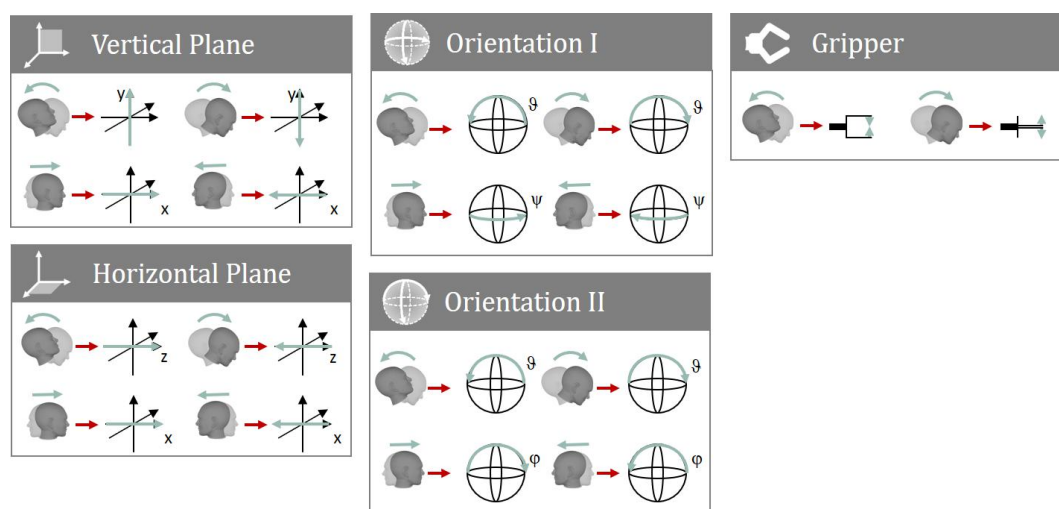 Vertical Plane
y
y
x
x
Horizontal Plane
z
z
x
x
Orientation I
ϑ
ϑ
ψ
ψ
Orientation II
ϑ
ϑ
φ
φ
Gripper